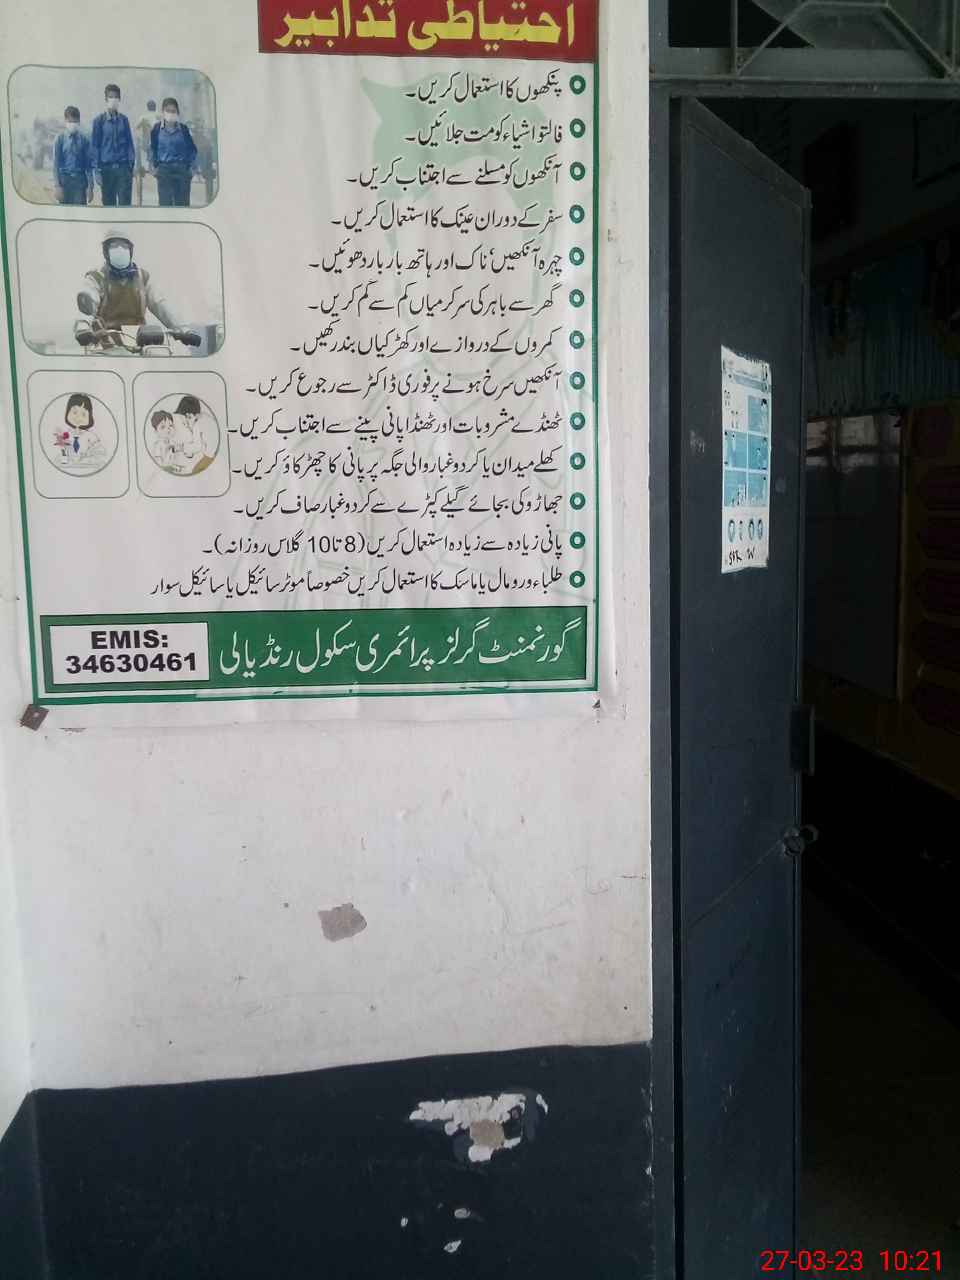 احتیاطی تدابیر
پنکھوں کا استعمال کریں۔
فالتو اشیاء کو مت جلائیں۔
آنکھوں کو مسلنے سے اجتناب کریں۔
سفر کے دوران عینک کا استعمال کریں۔
چہرہ آنکھیں، ناک اور ہاتھ بار بار دھوئیں۔
گھر سے باہر کی سرگرمیاں کم سے کم کریں۔
کمروں کے دروازے اور کھڑکیاں بند رکھیں۔
آنکھیں سرخ ہونے پر فوری ڈاکٹر سے رجوع کریں۔
ٹھنڈے مشروبات اور ٹھنڈا پانی پینے سے اجتناب کریں۔
کھلے میدان یا گردوغبار والی جگہ پر پانی کا چھڑکاؤ کریں۔
جھاڑو کی بجائے گیلے کپڑے سے گردوغبار صاف کریں۔
پانی زیادہ سے زیادہ استعمال کریں (8 تا 10 گلاس روزانہ)۔
طلباء ورومال یا ماسک کا استعمال کریں خصوصاً موٹر سائیکل یا سائیکل سوار
گورنمنٹ گرلز پرائمری سکول رنڈیالی
EMIS:
34630461
27-03-23 10:21